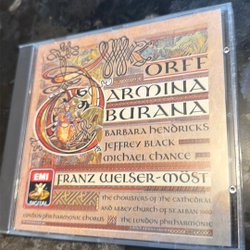 ORFF
CARMINA
BURANA
BARBARA HENDRICKS
JEFFREY BLACK
MICHAEL CHANCE
FRANZ WELSER-MÖST
EMI
DIGITAL
the choristers of the cathedral
and abbey church of st alban
london philharmonic chorus
the london philharmonic